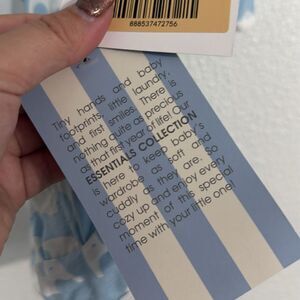 888537472756
Tiny hands and baby
footprints, little laundry,
and first smiles. There is
nothing quite as precious
as that first year of life! Our
ESSENTIALS COLLECTION
is here to keep baby's
wardrobe as soft and
cuddly as they are. So
cozy up and enjoy every
moment of this special
time with your little one!